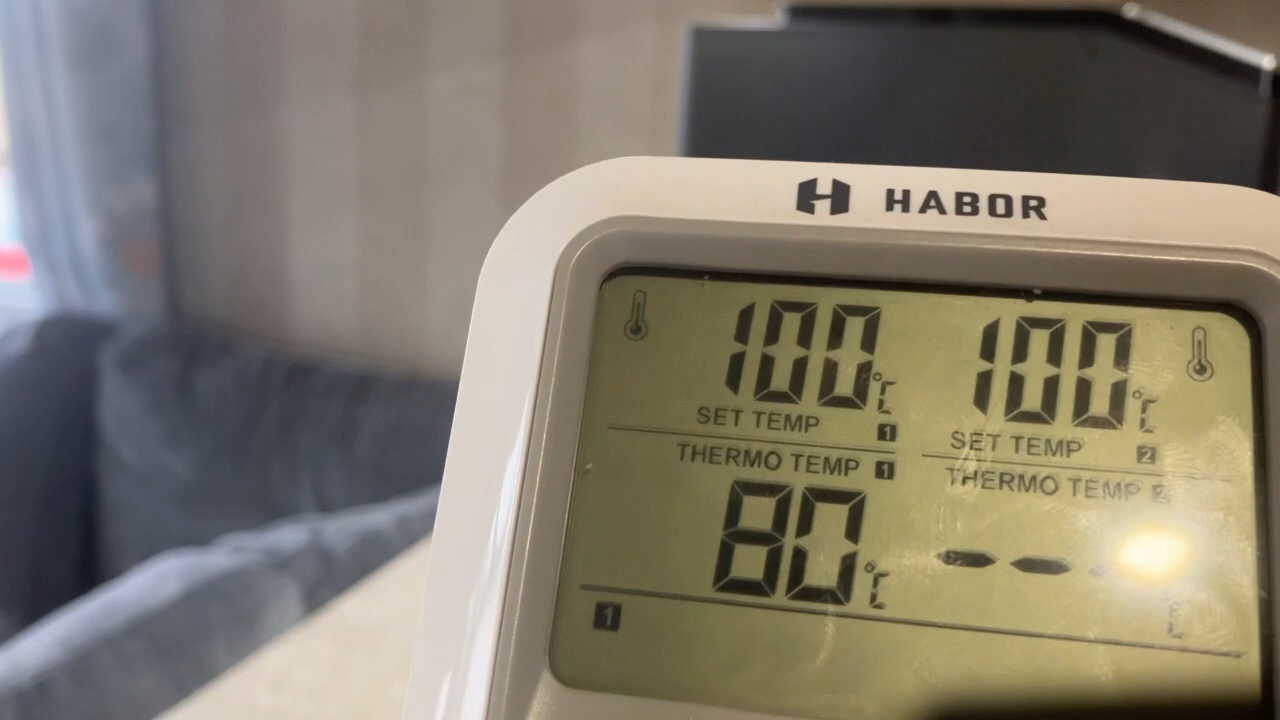 HABOR
100°C 100°C
SET TEMP 1 SET TEMP 2
THERMO TEMP 1 THERMO TEMP 2
80°C -- °C
1